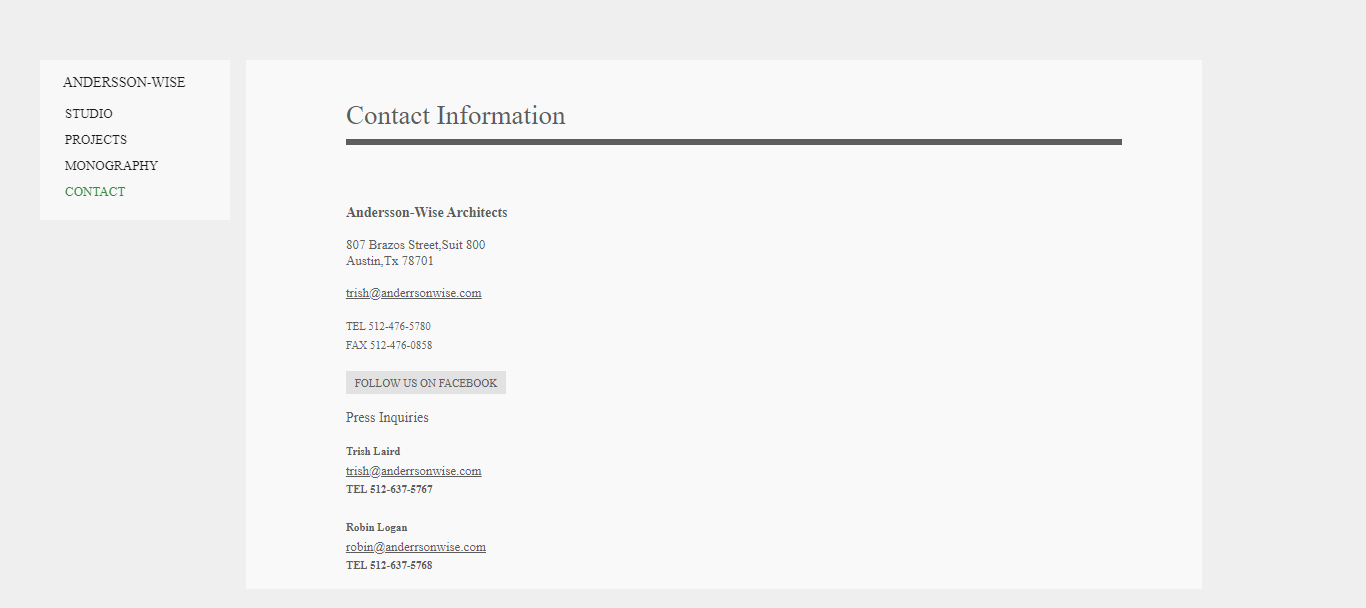 ANDERSSON-WISE
STUDIO
PROJECTS
MONOGRAPHY
CONTACT
Contact Information
Andersson-Wise Architects
807 Brazos Street,Suit 800
Austin,Tx 78701
trish@anderrsonwise.com
TEL 512-476-5780
FAX 512-476-0858
FOLLOW US ON FACEBOOK
Press Inquiries
Trish Laird
trish@anderrsonwise.com
TEL 512-637-5767
Robin Logan
robin@anderrsonwise.com
TEL 512-637-5768